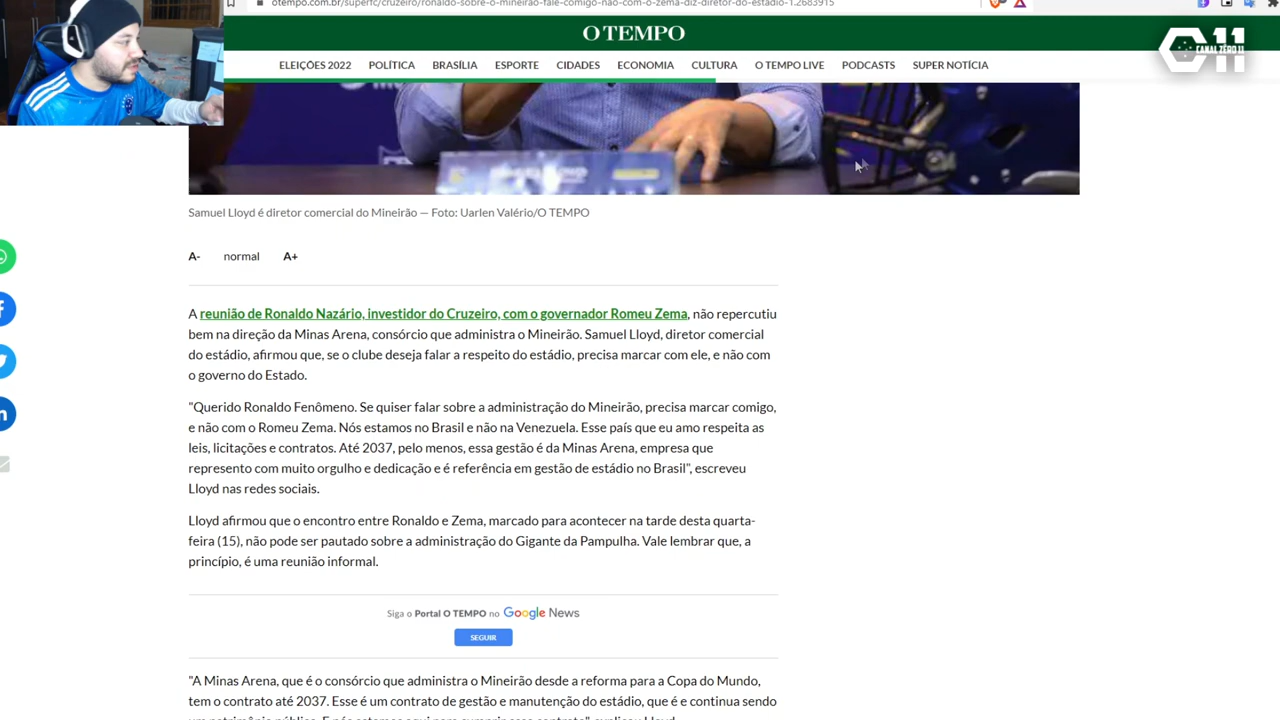 otempo.com.br/superfc/cruzeiro/ronaldo-sobre-o-mineirao-fale-comigo-nao-com-o-zema-diz-diretor-do-estadio-1.2683915
O TEMPO
CANAL ZERO 11
ELEIÇÕES 2022 POLÍTICA BRASÍLIA ESPORTE CIDADES ECONOMIA CULTURA O TEMPO LIVE PODCASTS SUPER NOTÍCIA
Samuel Lloyd é diretor comercial do Mineirão — Foto: Uarlen Valério/O TEMPO
A- normal A+
A reunião de Ronaldo Nazário, investidor do Cruzeiro, com o governador Romeu Zema, não repercutiu
bem na direção da Minas Arena, consórcio que administra o Mineirão. Samuel Lloyd, diretor comercial
do estádio, afirmou que, se o clube deseja falar a respeito do estádio, precisa marcar com ele, e não com
o governo do Estado.
"Querido Ronaldo Fenômeno. Se quiser falar sobre a administração do Mineirão, precisa marcar comigo,
e não com o Romeu Zema. Nós estamos no Brasil e não na Venezuela. Esse país que eu amo respeita as
leis, licitações e contratos. Até 2037, pelo menos, essa gestão é da Minas Arena, empresa que
represento com muito orgulho e dedicação e é referência em gestão de estádio no Brasil", escreveu
Lloyd nas redes sociais.
Lloyd afirmou que o encontro entre Ronaldo e Zema, marcado para acontecer na tarde desta quarta-
feira (15), não pode ser pautado sobre a administração do Gigante da Pampulha. Vale lembrar que, a
princípio, é uma reunião informal.
Siga o Portal O TEMPO no Google News
SEGUIR
"A Minas Arena, que é o consórcio que administra o Mineirão desde a reforma para a Copa do Mundo,
tem o contrato até 2037. Esse é um contrato de gestão e manutenção do estádio, que é e continua sendo